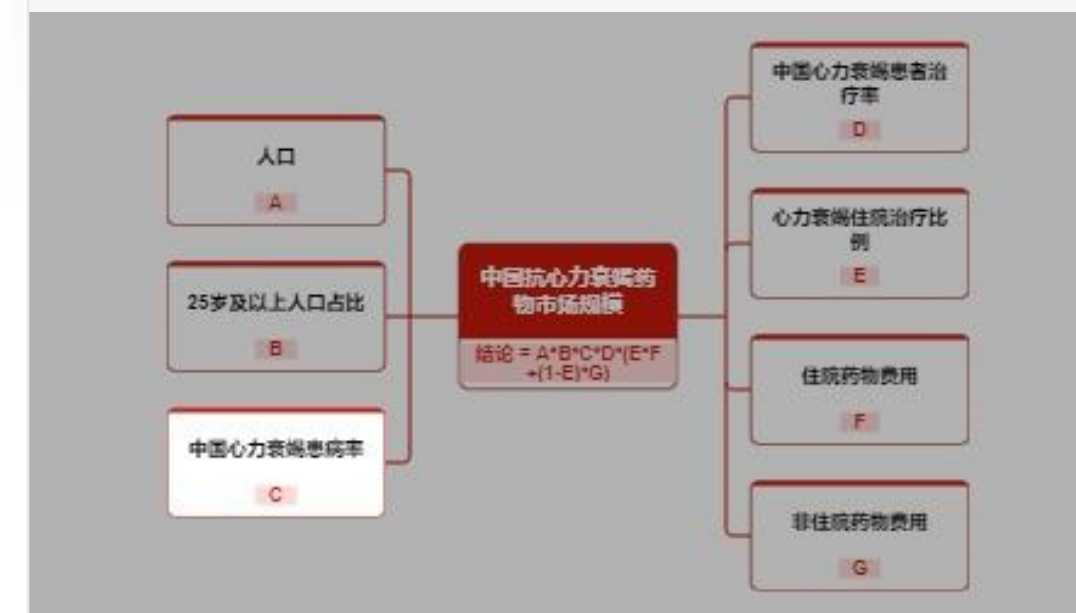 人口
A
25岁及以上人口占比
B
中国心力衰竭患病率
C
中国抗心力衰竭药
物市场规模
结论 = A*B*C*D*(E*F
+(1-E)*G)
中国心力衰竭患者治
疗率
D
心力衰竭住院治疗比
例
E
住院药物费用
F
非住院药物费用
G